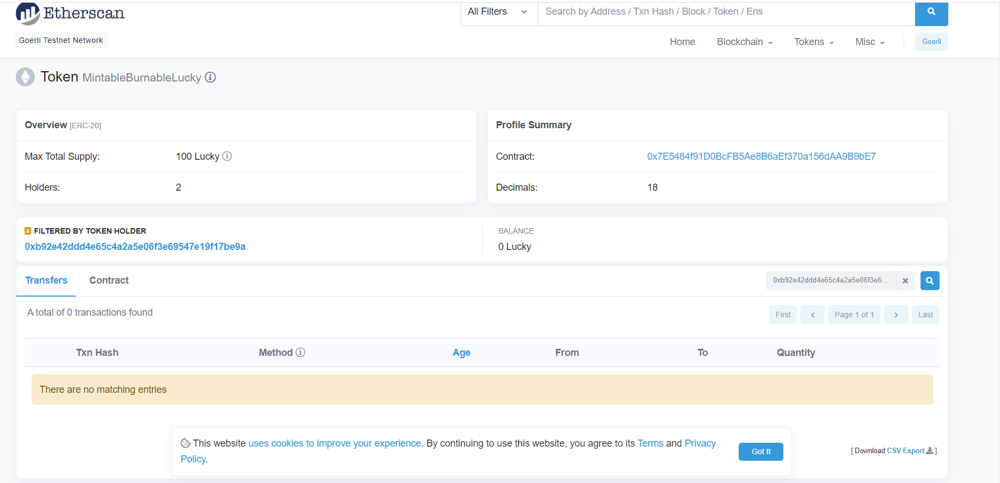 Etherscan
All Filters
Search by Address / Txn Hash / Block / Token / Ens
Goerli Testnet Network
Home Blockchain Tokens Misc Goerli
Token MintableBurnableLucky
Overview [ERC-20]
Max Total Supply: 100 Lucky
Holders: 2
Profile Summary
Contract: 0x7E5484f91D0BcFB5Ae8B6aEf370a156dAA9B9bE7
Decimals: 18
FILTERED BY TOKEN HOLDER
0xb92e42ddd4e65c4a2a5e06f3e69547e19f17be9a
BALANCE
0 Lucky
Transfers Contract
0xb92e42ddd4e65c4a2a5e06f3e6...
A total of 0 transactions found
First Page 1 of 1 Last
Txn Hash Method Age From To Quantity
There are no matching entries
This website uses cookies to improve your experience. By continuing to use this website, you agree to its Terms and Privacy
Policy.
Got It
[ Download CSV Export ]